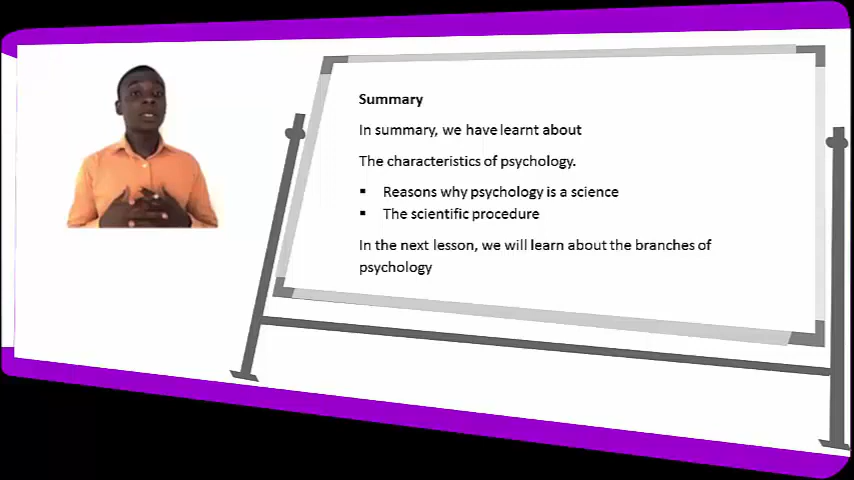 Summary
In summary, we have learnt about
The characteristics of psychology.
▪ Reasons why psychology is a science
▪ The scientific procedure
In the next lesson, we will learn about the branches of
psychology